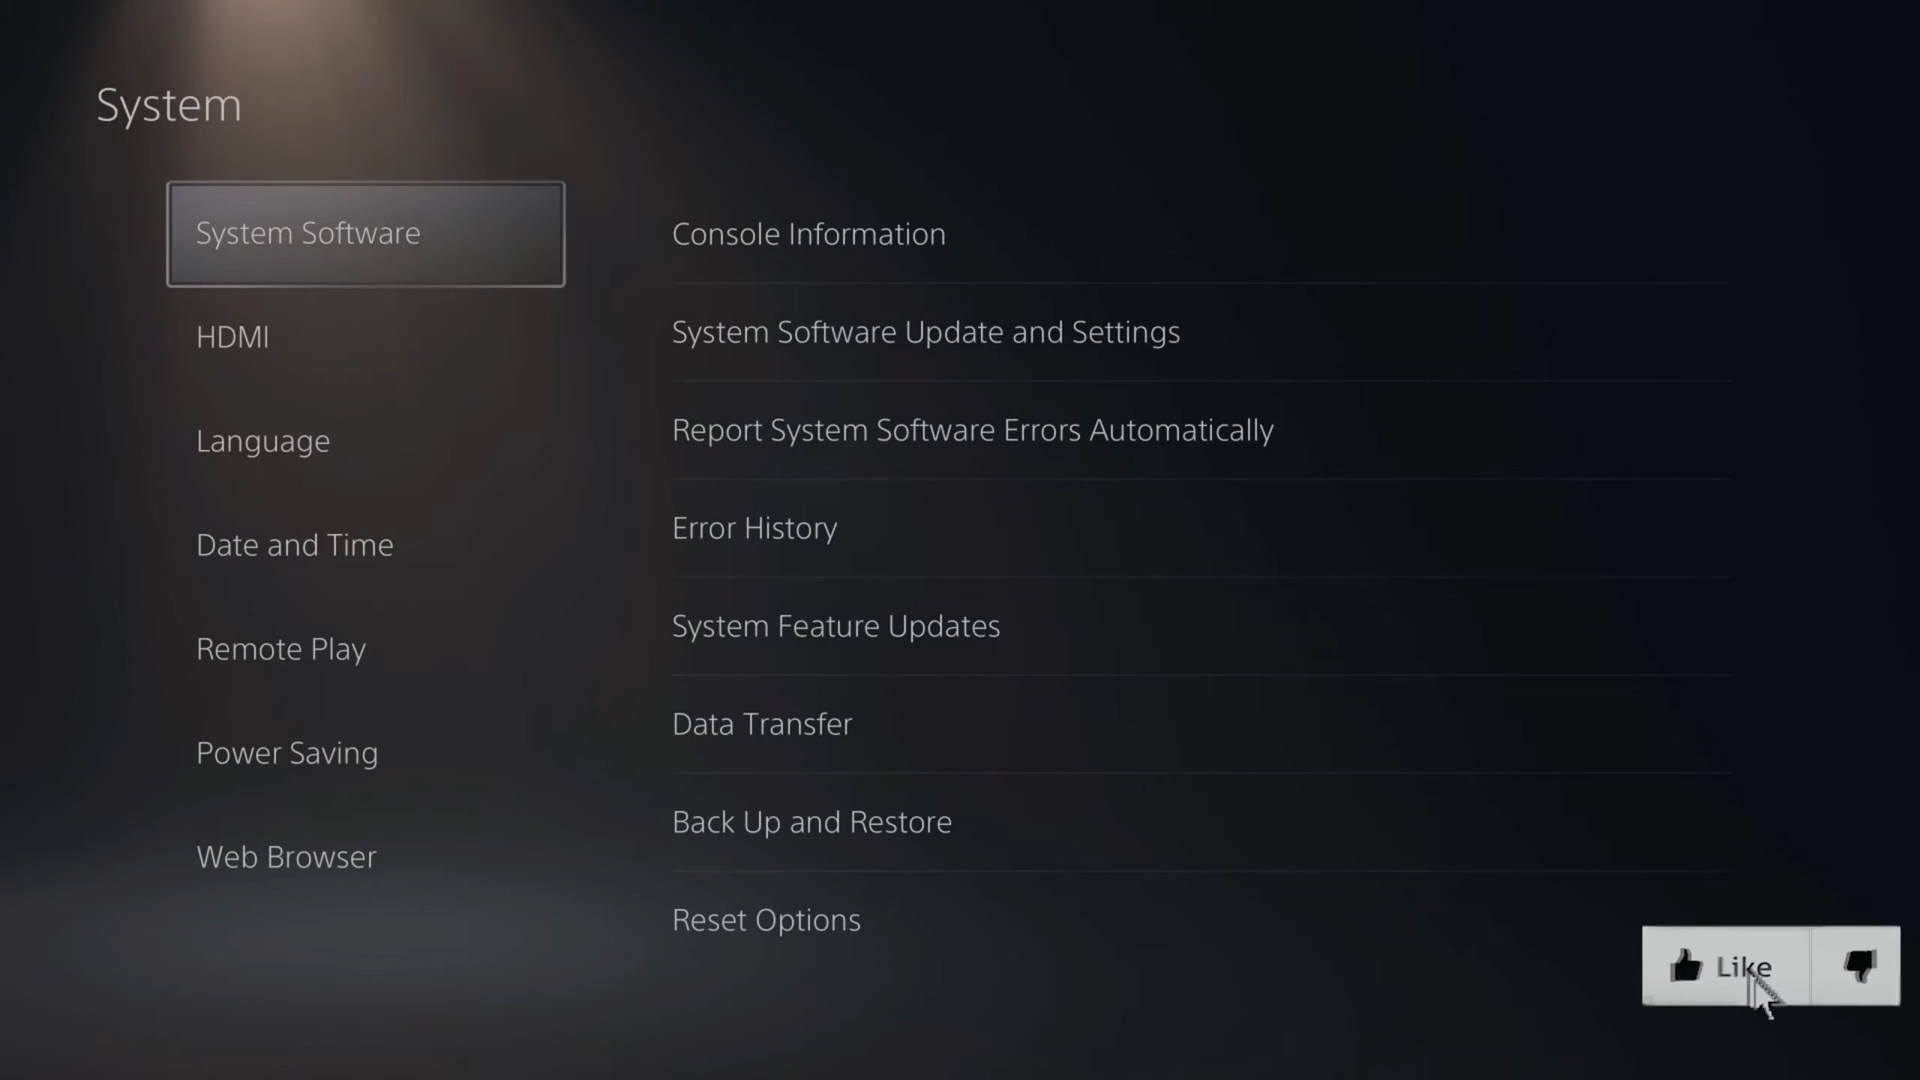 System
System Software
HDMI
Language
Date and Time
Remote Play
Power Saving
Web Browser
Console Information
System Software Update and Settings
Report System Software Errors Automatically
Error History
System Feature Updates
Data Transfer
Back Up and Restore
Reset Options
Like